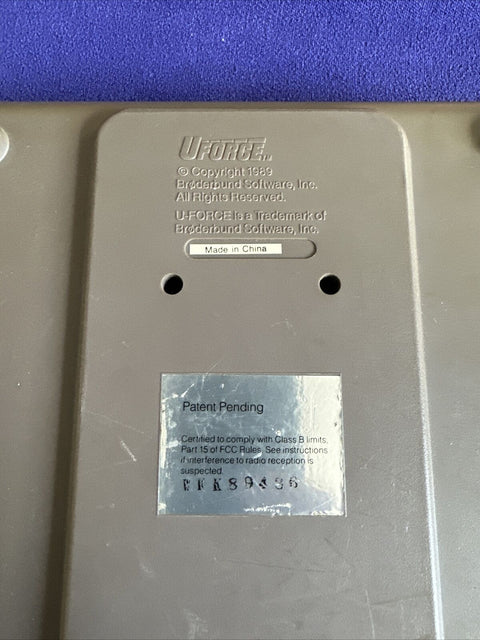 UFORCE
© Copyright 1989
Brøderbund Software, Inc.
All Rights Reserved.
U-FORCE is a Trademark of
Brøderbund Software, Inc.
Made in China
Patent Pending
Certified to comply with Class B limits,
Part 15 of FCC Rules. See instructions
if interference to radio reception is
suspected.